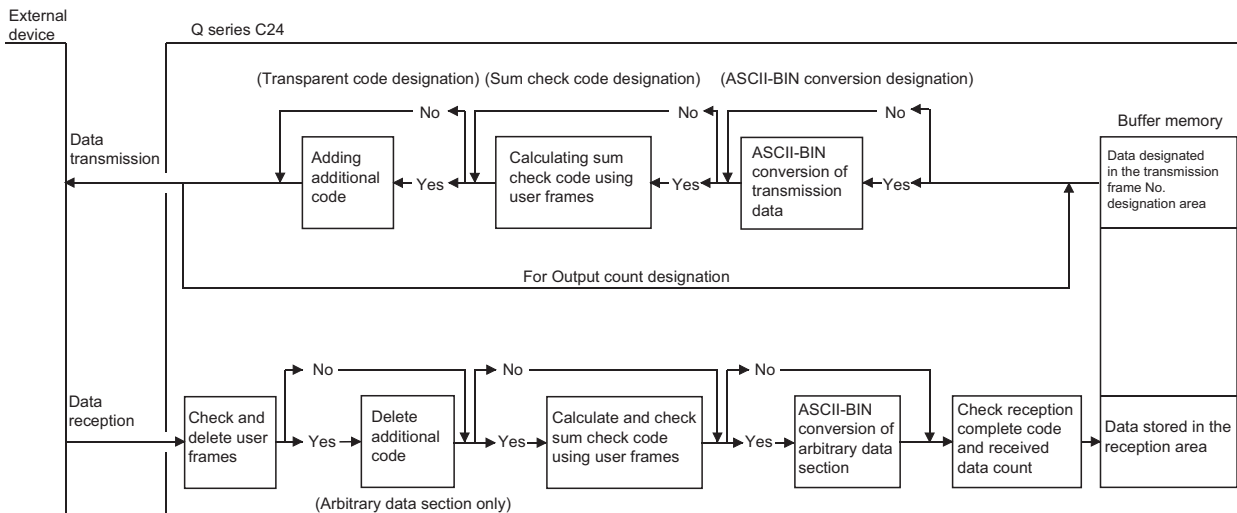 External
device
Q series C24
(Transparent code designation) (Sum check code designation) (ASCII-BIN conversion designation)
No
No
No
Buffer memory
Data
transmission
Adding
additional
code
Yes
Calculating sum
check code using
user frames
Yes
ASCII-BIN
conversion of
transmission
data
Yes
Data designated
in the transmission
frame No.
designation area
For Output count designation
No
No
No
Data
reception
Check and
delete user
frames
Yes
Delete
additional
code
Yes
Calculate and check
sum check code
using user frames
Yes
ASCII-BIN
conversion of
arbitrary data
section
Check reception
complete code
and received
data count
Data stored in the
reception area
(Arbitrary data section only)